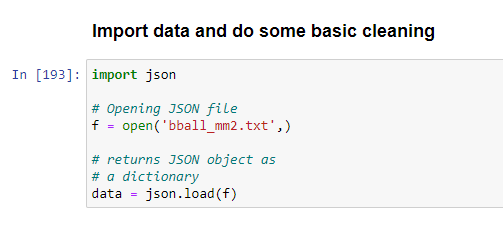 Import data and do some basic cleaning
In [193]: import json
# Opening JSON file
f = open('bball_mm2.txt',)
# returns JSON object as
# a dictionary
data = json.load(f)